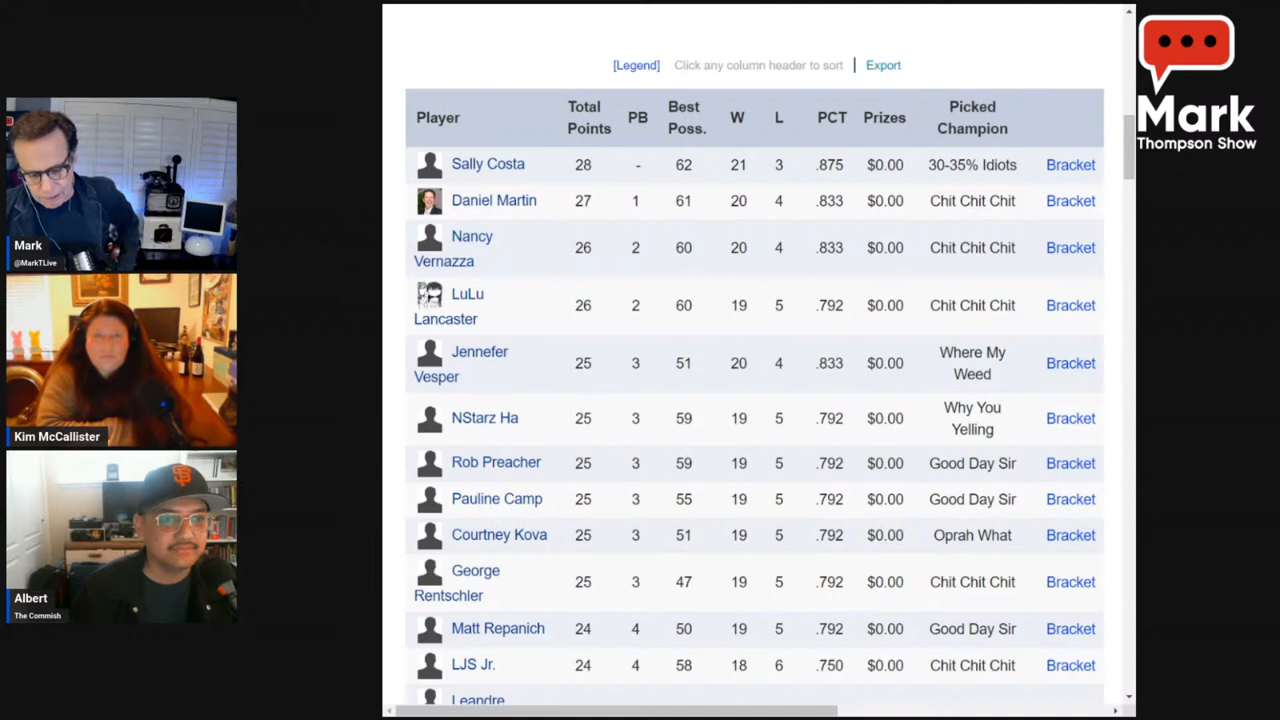 [Legend] Click any column header to sort | Export
Player Total Points PB Best Poss. W L PCT Prizes Picked Champion
Sally Costa 28 - 62 21 3 .875 $0.00 30-35% Idiots Bracket
Daniel Martin 27 1 61 20 4 .833 $0.00 Chit Chit Chit Bracket
Nancy Vernazza 26 2 60 20 4 .833 $0.00 Chit Chit Chit Bracket
LuLu Lancaster 26 2 60 19 5 .792 $0.00 Chit Chit Chit Bracket
Jennefer Vesper 25 3 51 20 4 .833 $0.00 Where My Weed Bracket
NStarz Ha 25 3 59 19 5 .792 $0.00 Why You Yelling Bracket
Rob Preacher 25 3 59 19 5 .792 $0.00 Good Day Sir Bracket
Pauline Camp 25 3 55 19 5 .792 $0.00 Good Day Sir Bracket
Courtney Kova 25 3 51 19 5 .792 $0.00 Oprah What Bracket
George Rentschler 25 3 47 19 5 .792 $0.00 Chit Chit Chit Bracket
Matt Repanich 24 4 50 19 5 .792 $0.00 Good Day Sir Bracket
LJS Jr. 24 4 58 18 6 .750 $0.00 Chit Chit Chit Bracket
Leandre
Mark
@MarkTLive
Kim McCallister
SF
Albert
The Commish
Mark
Thompson Show